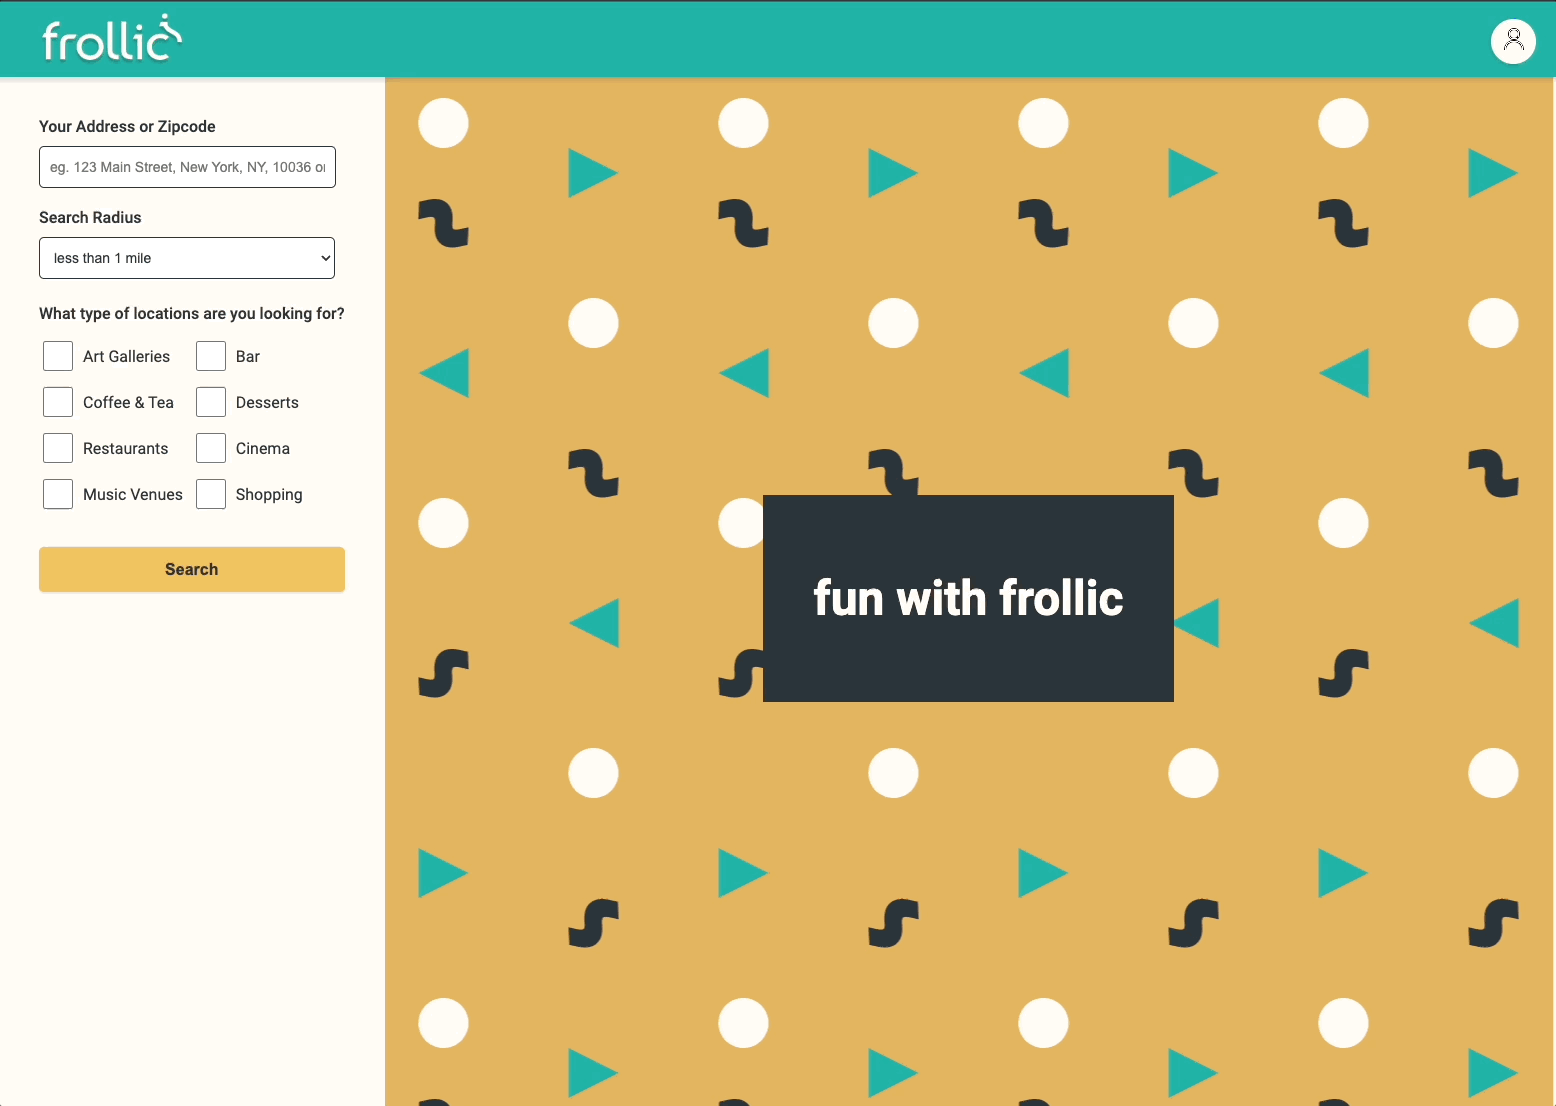 frollic
Your Address or Zipcode
eg. 123 Main Street, New York, NY, 10036 or
Search Radius
less than 1 mile
What type of locations are you looking for?
Art Galleries
Bar
Coffee & Tea
Desserts
Restaurants
Cinema
Music Venues
Shopping
Search
fun with frollic